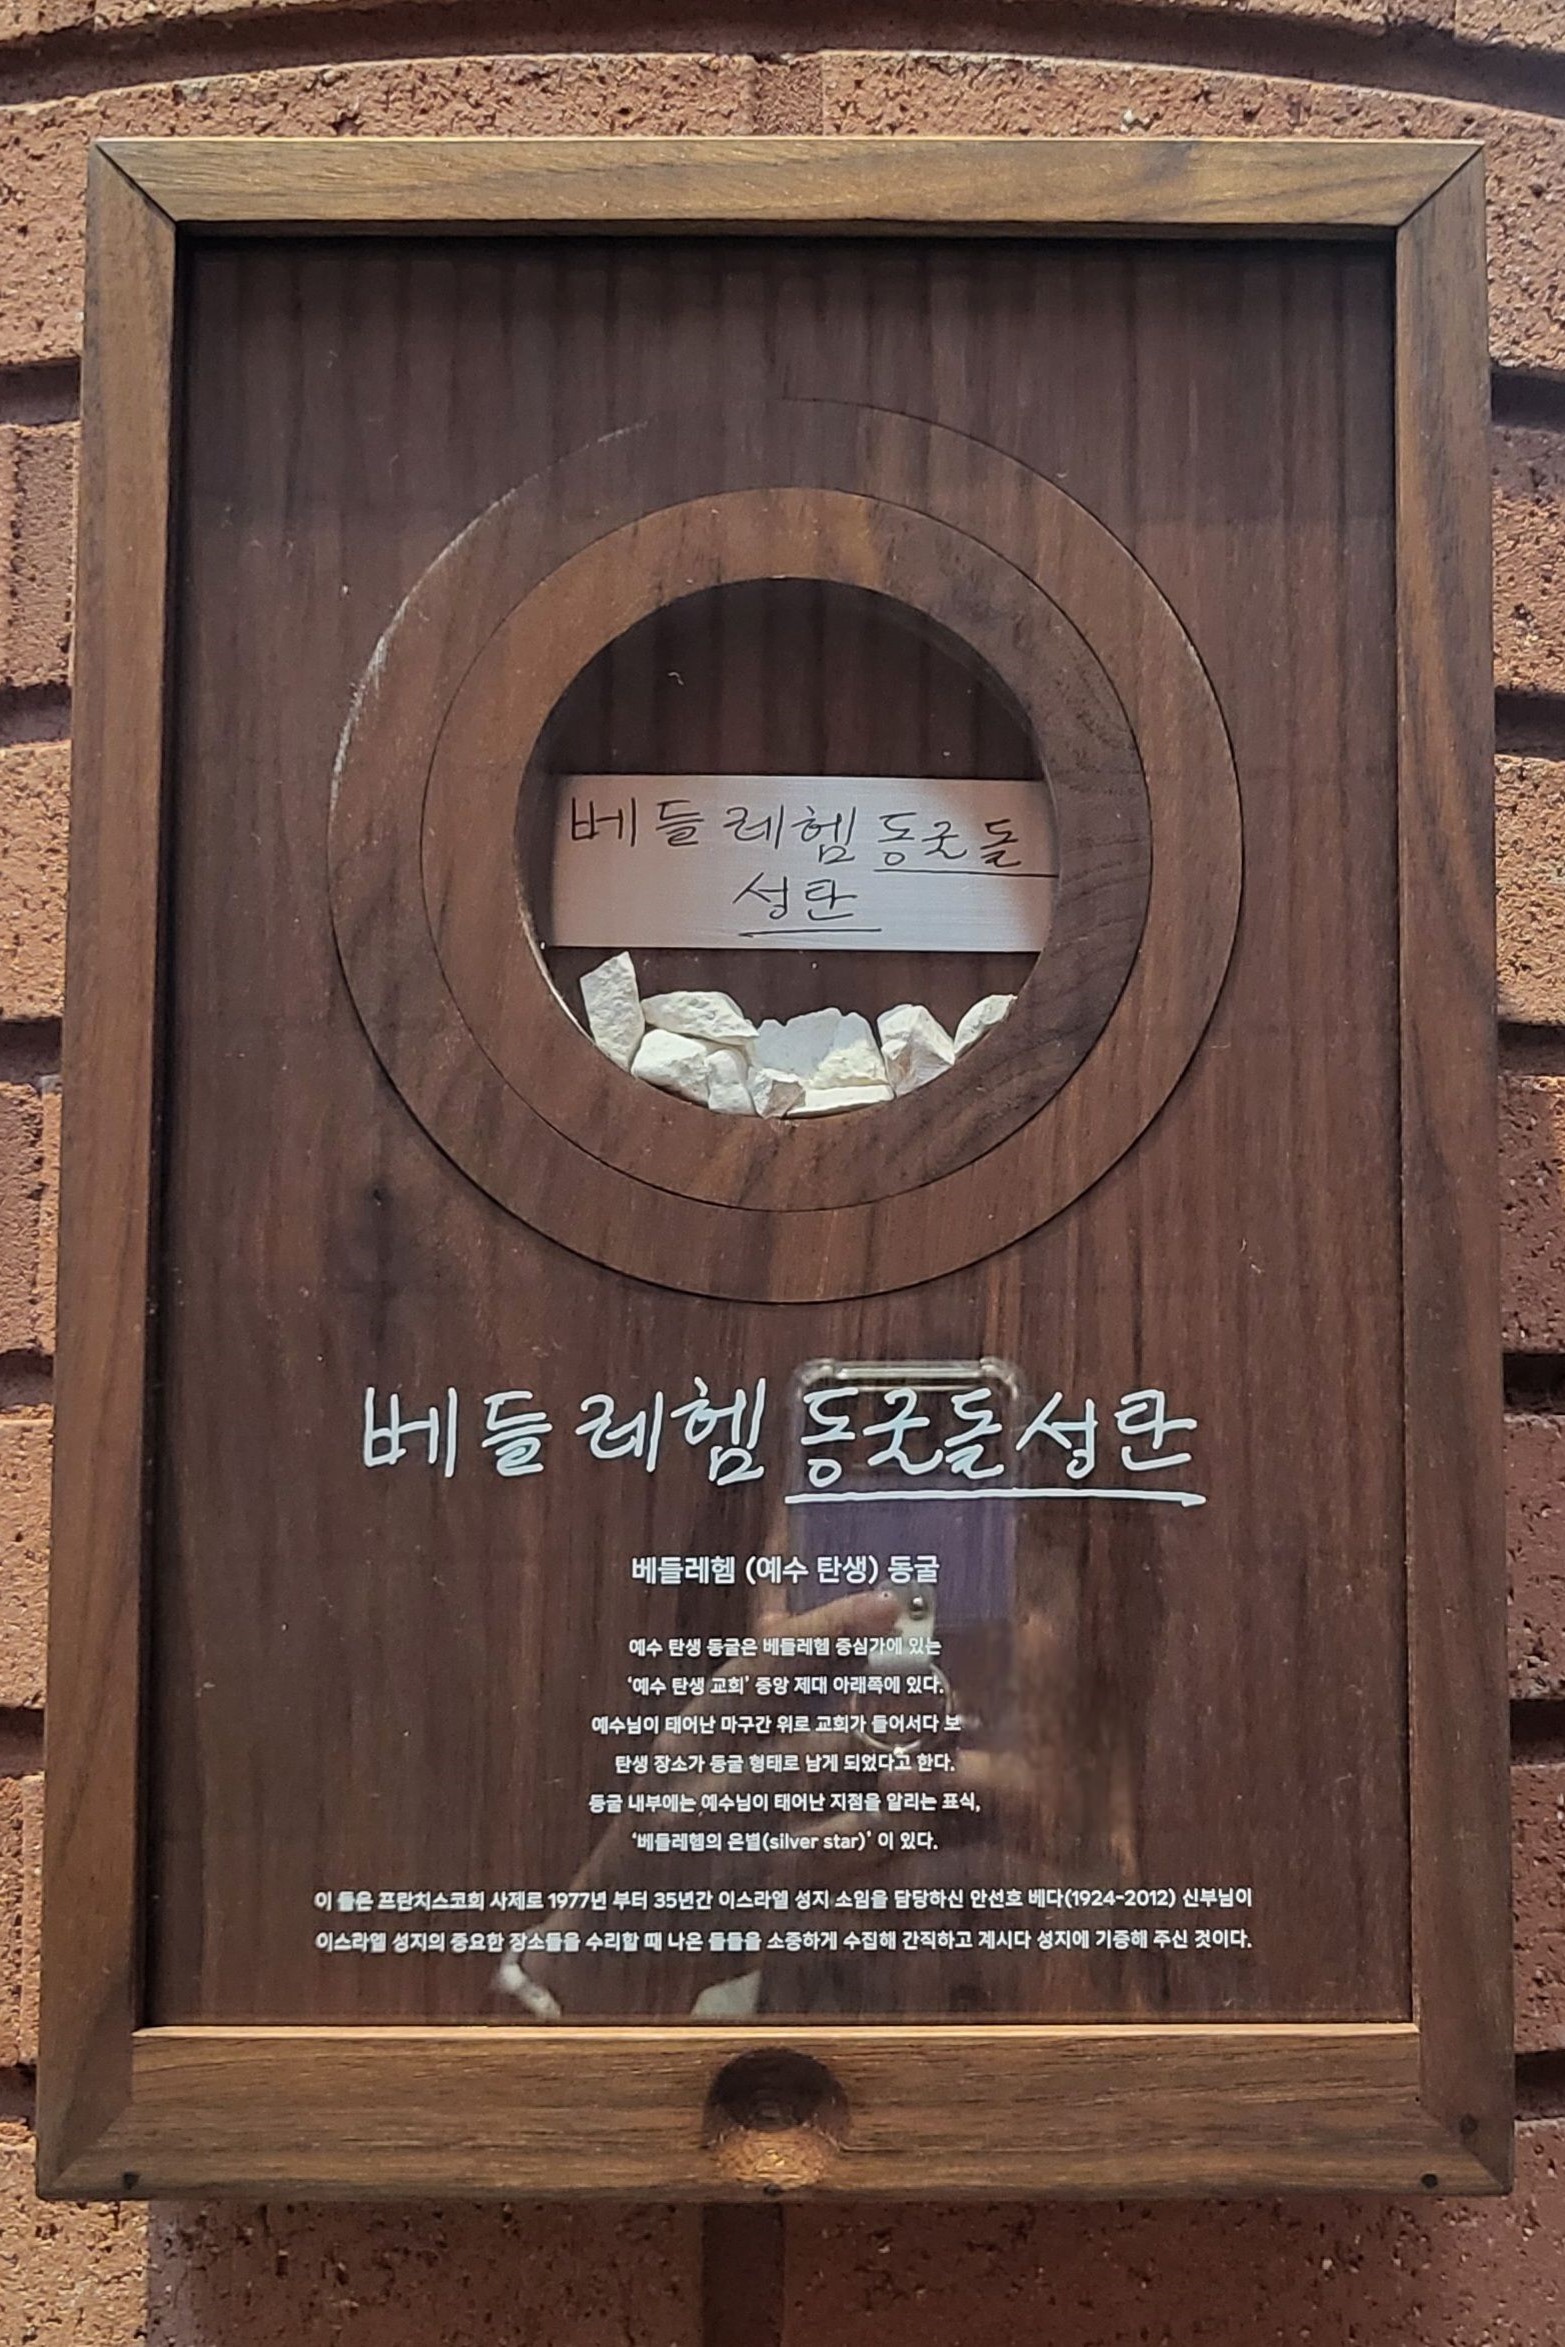 베들레헴 동굴돌
성탄
베들레헴 동굴돌 성탄
베들레헴 (예수 탄생) 동굴
예수 탄생 동굴은 베들레헴 중심가에 있는
‘예수 탄생 교회’ 중앙 제대 아래쪽에 있다.
예수님이 태어난 마구간 위로 교회가 들어서다 보
탄생 장소가 동굴 형태로 남게 되었다고 한다.
동굴 내부에는 예수님이 태어난 지점을 알리는 표식,
‘베들레헴의 은별(silver star)’ 이 있다.
이 돌은 프란치스코회 사제로 1977년 부터 35년간 이스라엘 성지 소임을 담당하신 안선호 베다(1924-2012) 신부님이
이스라엘 성지의 중요한 장소들을 수리할 때 나온 돌들을 소중하게 수집해 간직하고 계시다 성지에 기증해 주신 것이다.